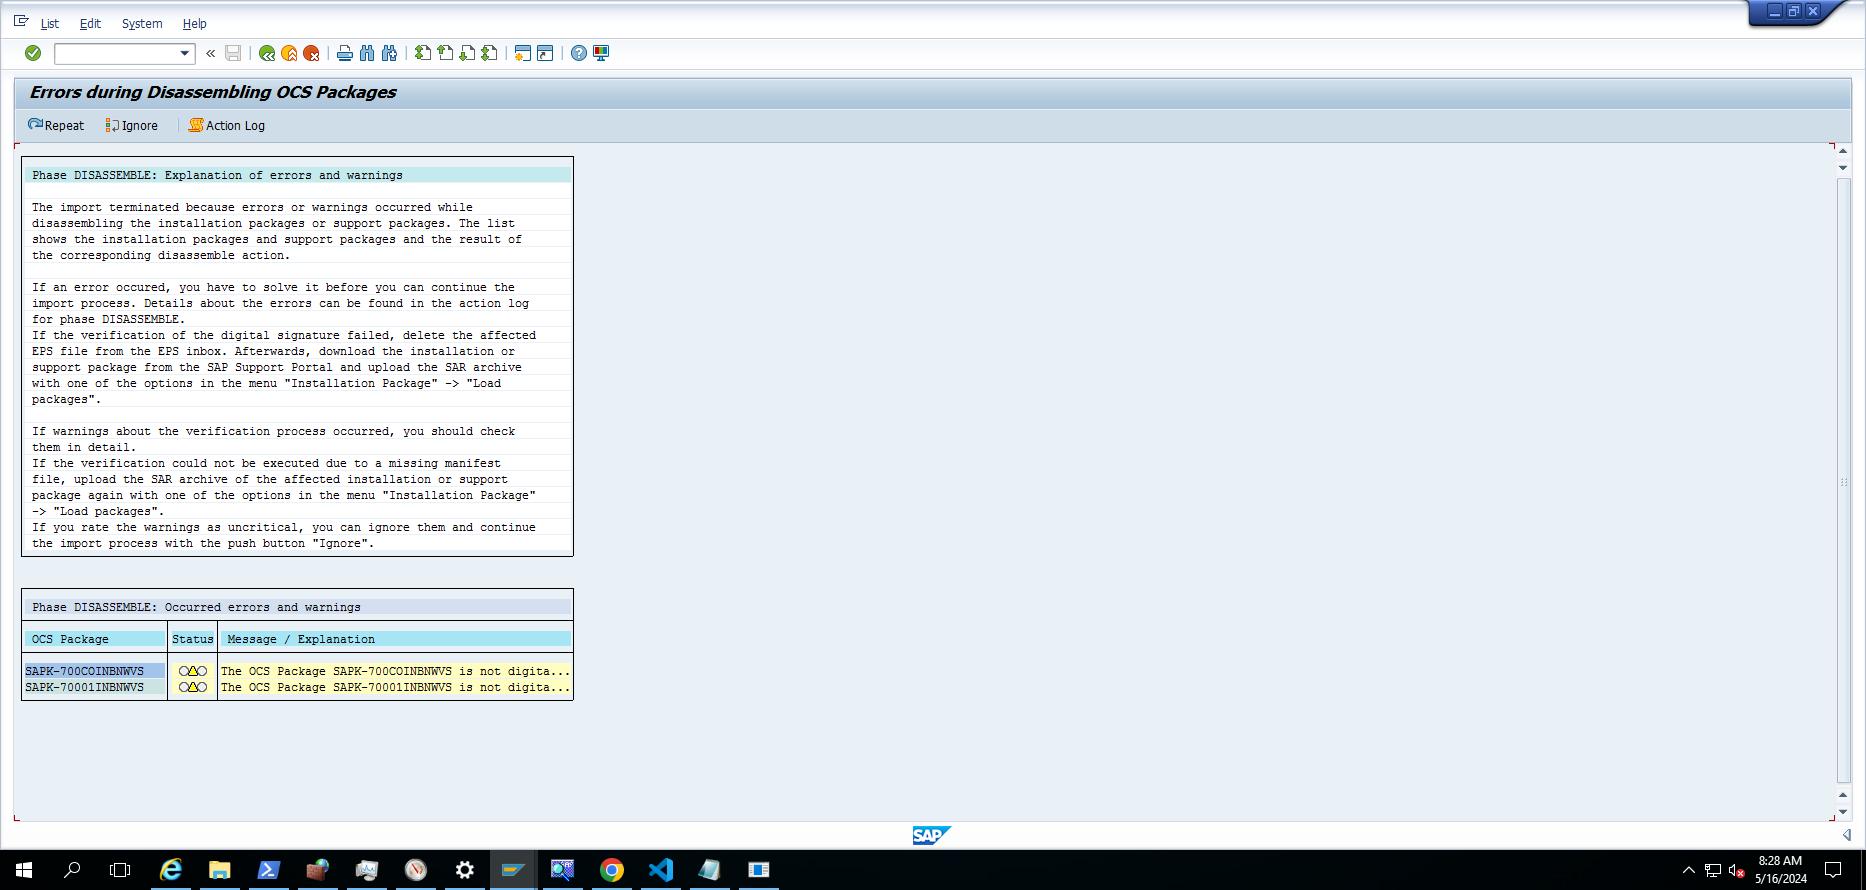 List Edit System Help
Errors during Disassembling OCS Packages
Repeat Ignore Action Log
Phase DISASSEMBLE: Explanation of errors and warnings
The import terminated because errors or warnings occurred while
disassembling the installation packages or support packages. The list
shows the installation packages and support packages and the result of
the corresponding disassemble action.
If an error occured, you have to solve it before you can continue the
import process. Details about the errors can be found in the action log
for phase DISASSEMBLE.
If the verification of the digital signature failed, delete the affected
EPS file from the EPS inbox. Afterwards, download the installation or
support package from the SAP Support Portal and upload the SAR archive
with one of the options in the menu "Installation Package" -> "Load
packages".
If warnings about the verification process occurred, you should check
them in detail.
If the verification could not be executed due to a missing manifest
file, upload the SAR archive of the affected installation or support
package again with one of the options in the menu "Installation Package"
-> "Load packages".
If you rate the warnings as uncritical, you can ignore them and continue
the import process with the push button "Ignore".
Phase DISASSEMBLE: Occurred errors and warnings
OCS Package Status Message / Explanation
SAPK-700COINBNWVS The OCS Package SAPK-700COINBNWVS is not digita...
SAPK-70001INBNWVS The OCS Package SAPK-70001INBNWVS is not digita...
SAP
8:28 AM
5/16/2024